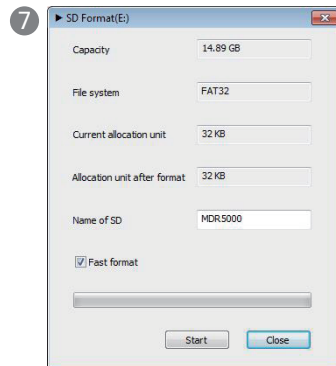 7
SD Format(E:)
Capacity 14.89 GB
File system FAT32
Current allocation unit 32 KB
Allocation unit after format 32 KB
Name of SD MDR5000
Fast format
Start Close